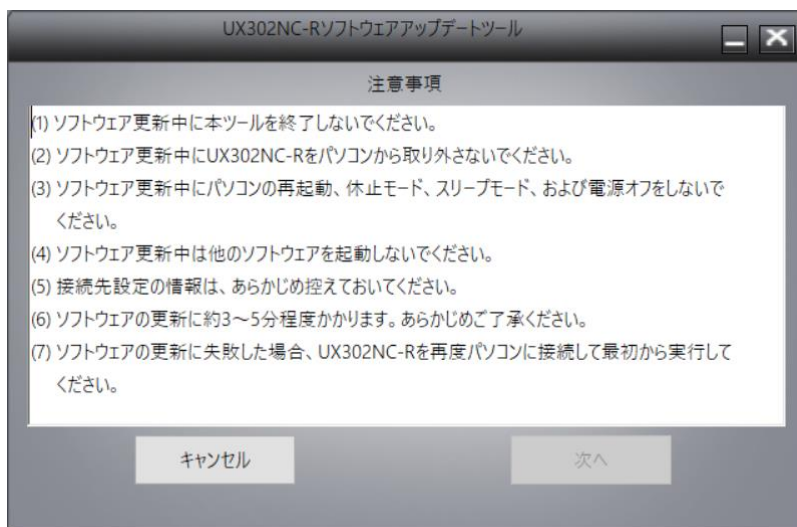 UX302NC-Rソフトウェアアップデートツール
注意事項
(1) ソフトウェア更新中に本ツールを終了しないでください。
(2) ソフトウェア更新中にUX302NC-Rをパソコンから取り外さないでください。
(3) ソフトウェア更新中にパソコンの再起動、休止モード、スリープモード、および電源オフをしないで
ください。
(4) ソフトウェア更新中は他のソフトウェアを起動しないでください。
(5) 接続先設定の情報は、あらかじめ控えておいてください。
(6) ソフトウェアの更新に約3～5分程度かかります。あらかじめご了承ください。
(7) ソフトウェアの更新に失敗した場合、UX302NC-Rを再度パソコンに接続して最初から実行して
ください。
キャンセル
次へ